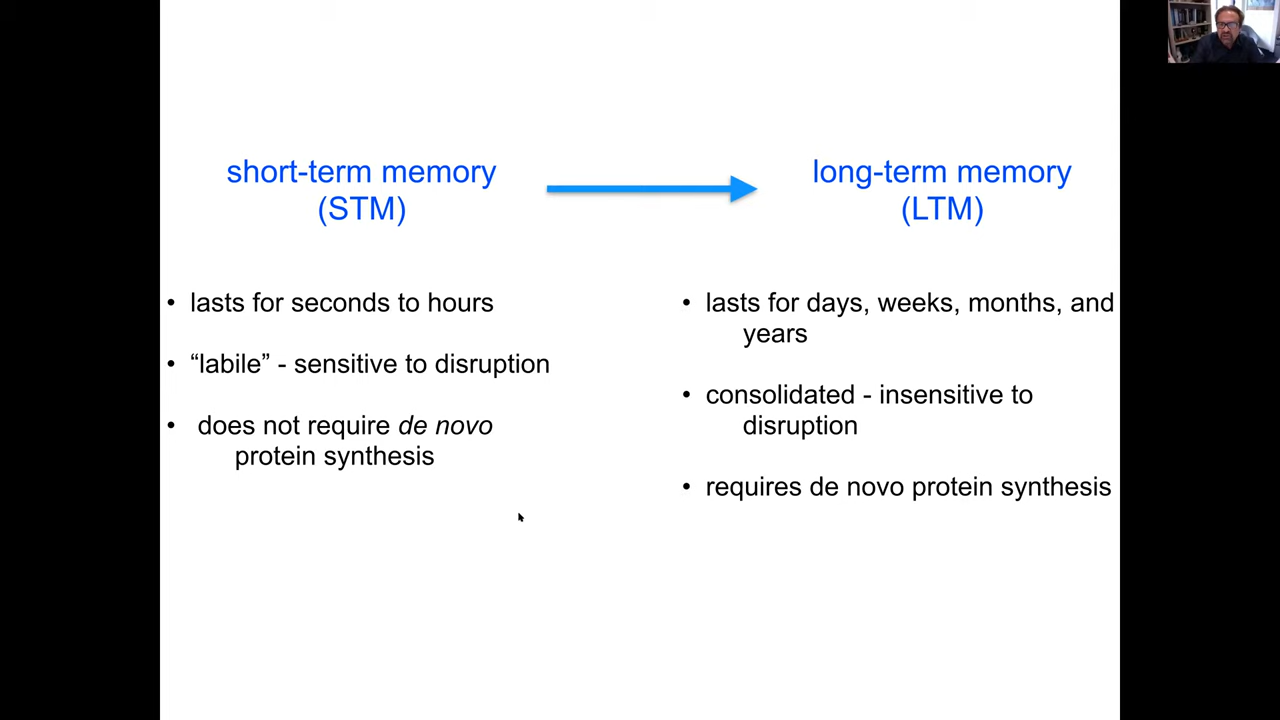 short-term memory
(STM)
• lasts for seconds to hours
• “labile” - sensitive to disruption
• does not require de novo
protein synthesis
long-term memory
(LTM)
• lasts for days, weeks, months, and
years
• consolidated - insensitive to
disruption
• requires de novo protein synthesis